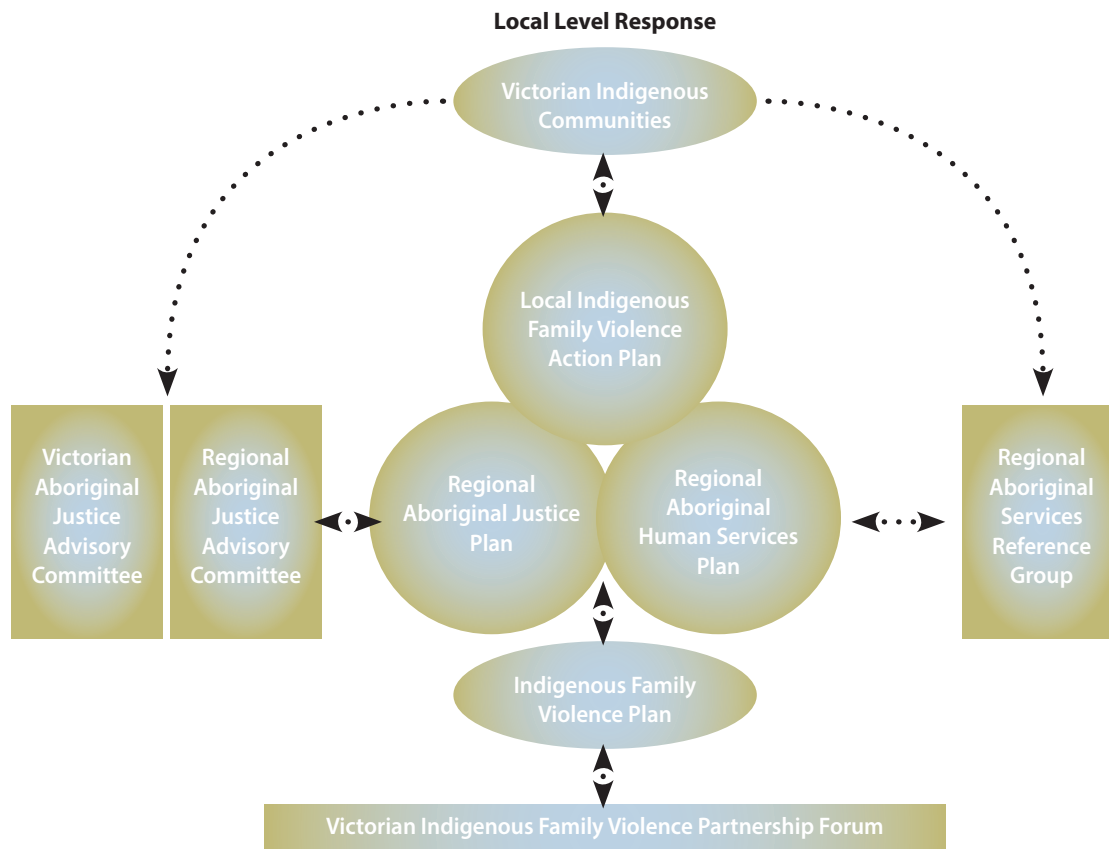 Local Level Response
Victorian Indigenous
Communities
Local Indigenous
Family Violence
Action Plan
Victorian
Aboriginal
Justice
Advisory
Committee
Regional
Aboriginal
Justice
Advisory
Committee
Regional
Aboriginal Justice
Plan
Regional
Aboriginal
Human Services
Plan
Regional
Aboriginal
Services
Reference
Group
Indigenous Family
Violence Plan
Victorian Indigenous Family Violence Partnership Forum